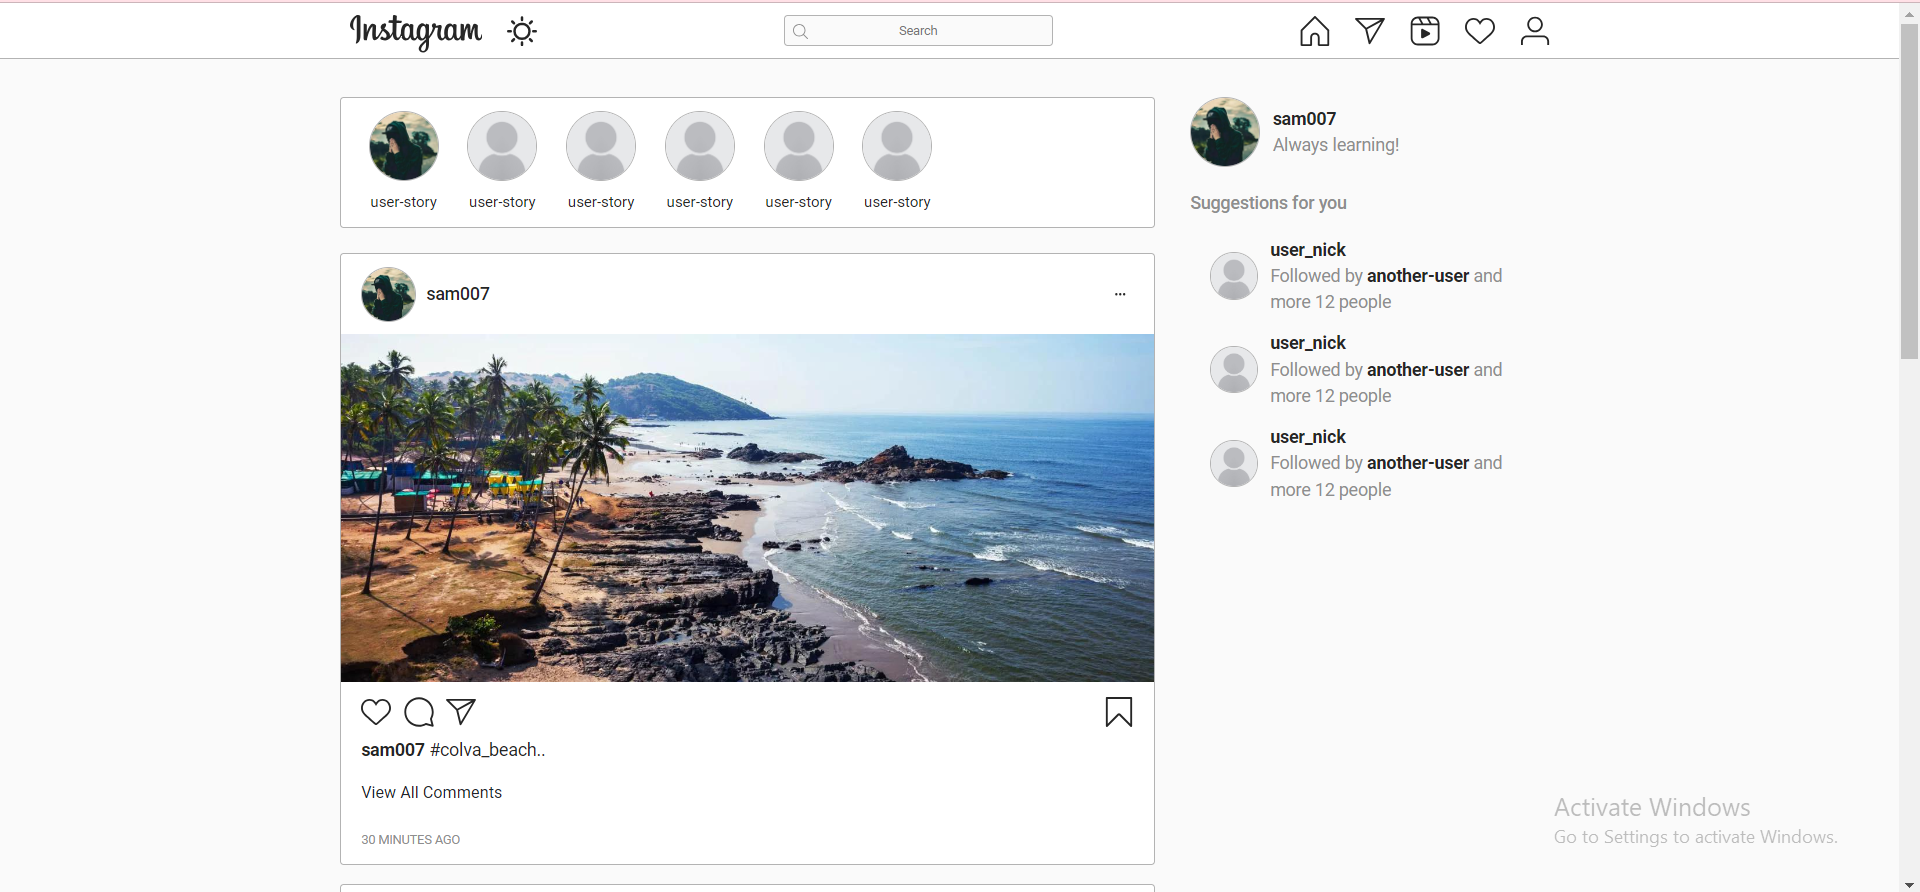 Instagram
Search
user-story
user-story
user-story
user-story
user-story
user-story
sam007
...
sam007 #colva_beach..
View All Comments
30 MINUTES AGO
sam007
Always learning!
Suggestions for you
user_nick
Followed by another-user and
more 12 people
user_nick
Followed by another-user and
more 12 people
user_nick
Followed by another-user and
more 12 people
Activate Windows
Go to Settings to activate Windows.